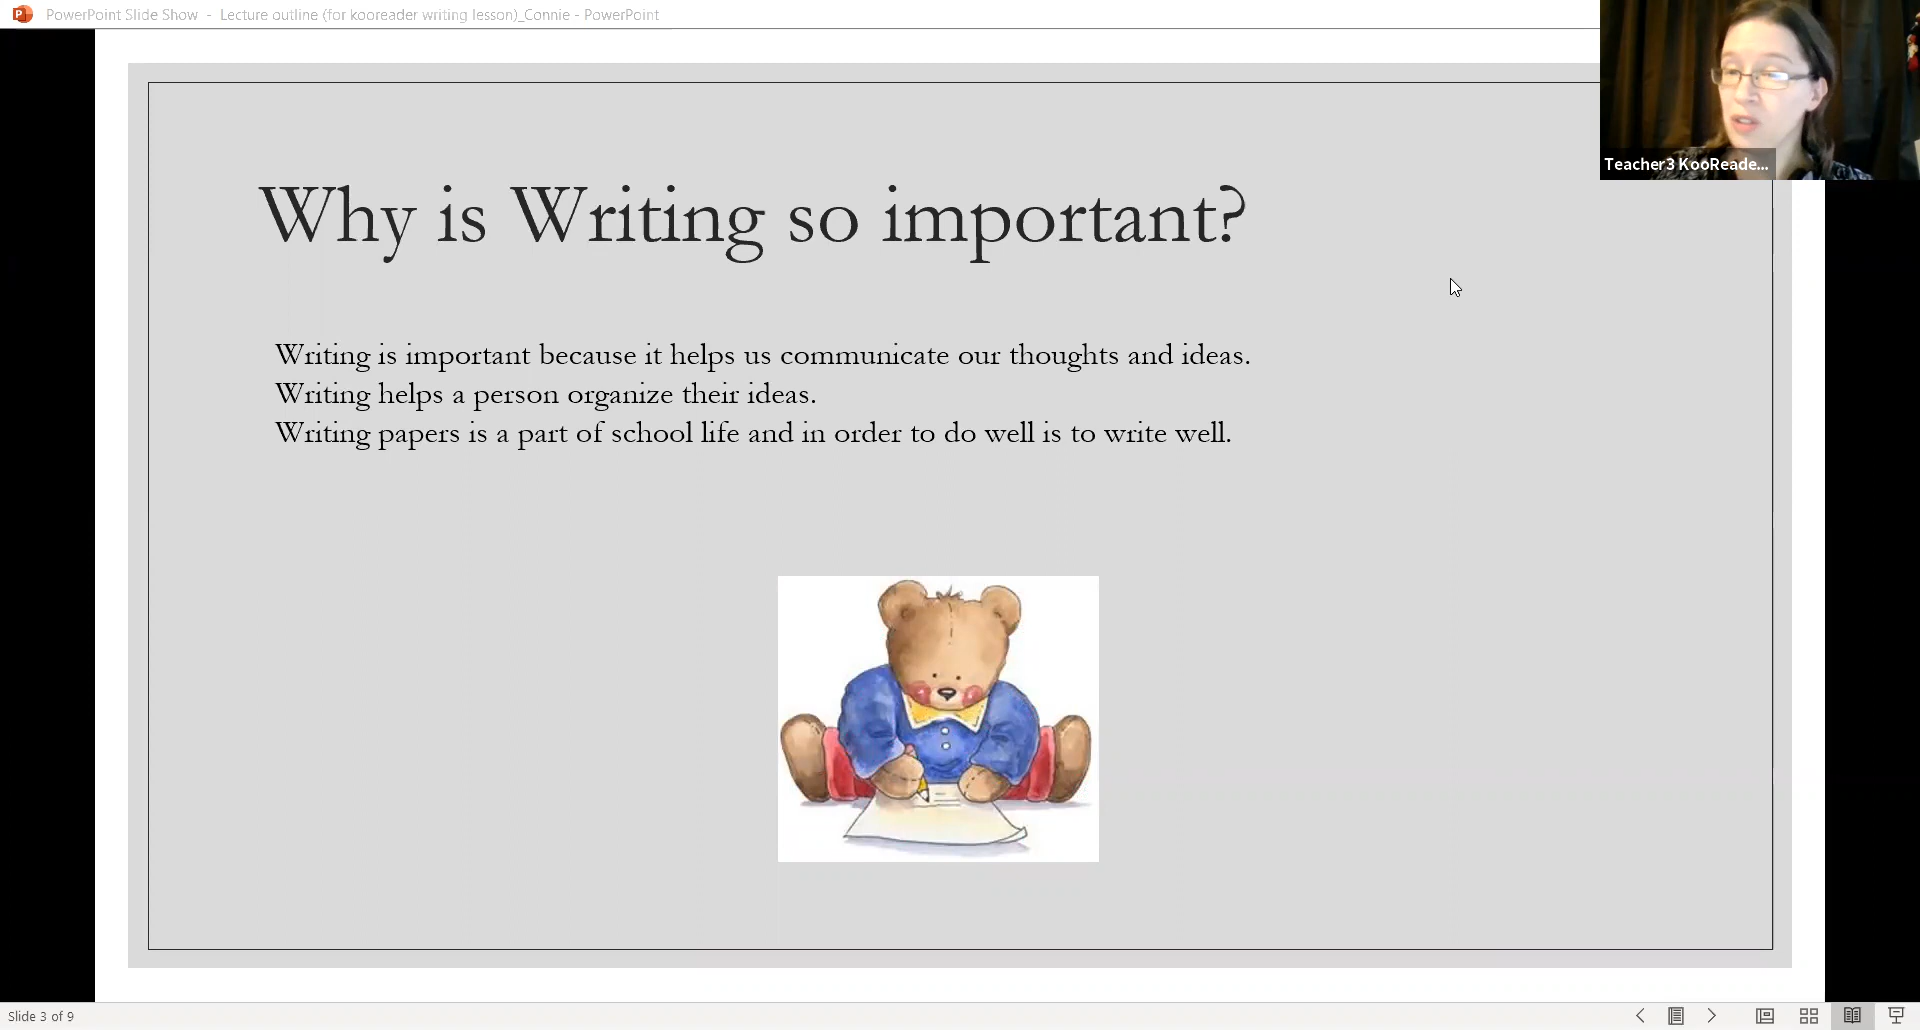 PowerPoint Slide Show - Lecture outline (for kooreader writing lesson)_Connie - PowerPoint
Teacher3 KooReade...
Why is Writing so important?
Writing is important because it helps us communicate our thoughts and ideas.
Writing helps a person organize their ideas.
Writing papers is a part of school life and in order to do well is to write well.
Slide 3 of 9